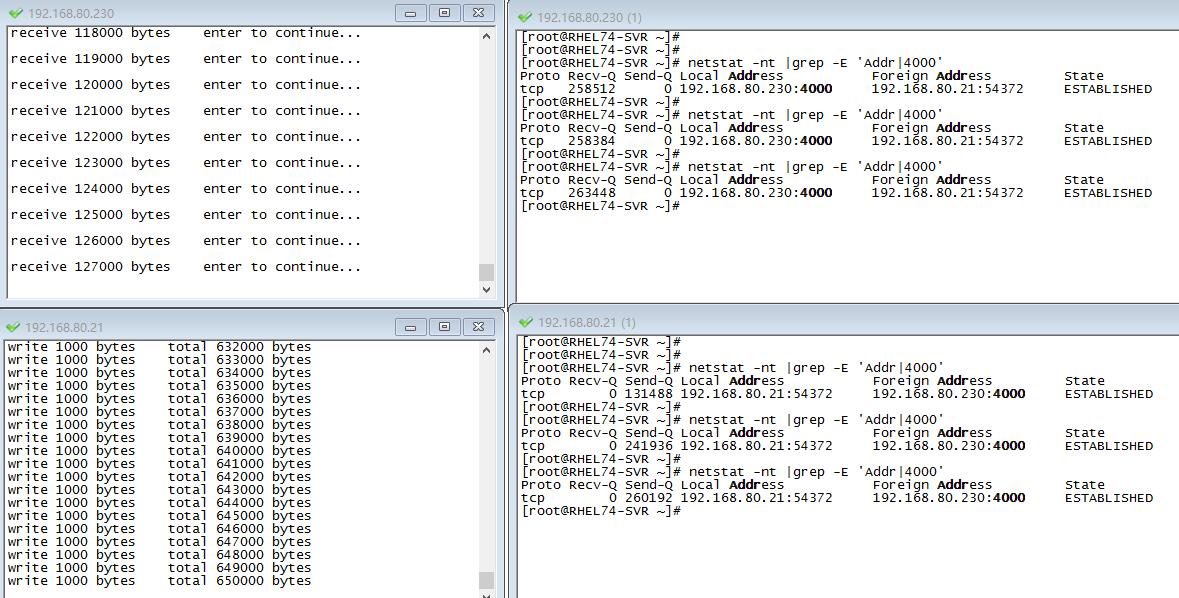 192.168.80.230
receive 118000 bytes    enter to continue...
receive 119000 bytes    enter to continue...
receive 120000 bytes    enter to continue...
receive 121000 bytes    enter to continue...
receive 122000 bytes    enter to continue...
receive 123000 bytes    enter to continue...
receive 124000 bytes    enter to continue...
receive 125000 bytes    enter to continue...
receive 126000 bytes    enter to continue...
receive 127000 bytes    enter to continue...
192.168.80.230 (1)
[root@RHEL74-SVR ~]#
[root@RHEL74-SVR ~]#
[root@RHEL74-SVR ~]# netstat -nt |grep -E 'Addr|4000'
Proto Recv-Q Send-Q Local Address           Foreign Address         State
tcp   258512      0 192.168.80.230:4000     192.168.80.21:54372     ESTABLISHED
[root@RHEL74-SVR ~]#
[root@RHEL74-SVR ~]# netstat -nt |grep -E 'Addr|4000'
Proto Recv-Q Send-Q Local Address           Foreign Address         State
tcp   258384      0 192.168.80.230:4000     192.168.80.21:54372     ESTABLISHED
[root@RHEL74-SVR ~]#
[root@RHEL74-SVR ~]# netstat -nt |grep -E 'Addr|4000'
Proto Recv-Q Send-Q Local Address           Foreign Address         State
tcp   263448      0 192.168.80.230:4000     192.168.80.21:54372     ESTABLISHED
[root@RHEL74-SVR ~]#
192.168.80.21
write 1000 bytes    total 632000 bytes
write 1000 bytes    total 633000 bytes
write 1000 bytes    total 634000 bytes
write 1000 bytes    total 635000 bytes
write 1000 bytes    total 636000 bytes
write 1000 bytes    total 637000 bytes
write 1000 bytes    total 638000 bytes
write 1000 bytes    total 639000 bytes
write 1000 bytes    total 640000 bytes
write 1000 bytes    total 641000 bytes
write 1000 bytes    total 642000 bytes
write 1000 bytes    total 643000 bytes
write 1000 bytes    total 644000 bytes
write 1000 bytes    total 645000 bytes
write 1000 bytes    total 646000 bytes
write 1000 bytes    total 647000 bytes
write 1000 bytes    total 648000 bytes
write 1000 bytes    total 649000 bytes
write 1000 bytes    total 650000 bytes
192.168.80.21 (1)
[root@RHEL74-SVR ~]#
[root@RHEL74-SVR ~]#
[root@RHEL74-SVR ~]# netstat -nt |grep -E 'Addr|4000'
Proto Recv-Q Send-Q Local Address           Foreign Address         State
tcp        0 131488 192.168.80.21:54372     192.168.80.230:4000     ESTABLISHED
[root@RHEL74-SVR ~]#
[root@RHEL74-SVR ~]# netstat -nt |grep -E 'Addr|4000'
Proto Recv-Q Send-Q Local Address           Foreign Address         State
tcp        0 241936 192.168.80.21:54372     192.168.80.230:4000     ESTABLISHED
[root@RHEL74-SVR ~]#
[root@RHEL74-SVR ~]# netstat -nt |grep -E 'Addr|4000'
Proto Recv-Q Send-Q Local Address           Foreign Address         State
tcp        0 260192 192.168.80.21:54372     192.168.80.230:4000     ESTABLISHED
[root@RHEL74-SVR ~]#